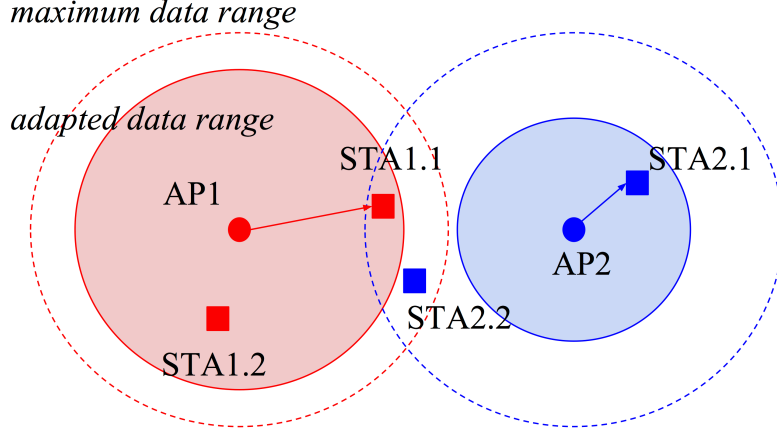 maximum data range
adapted data range
STA1.1
STA2.1
AP1
AP2
STA2.2
STA1.2